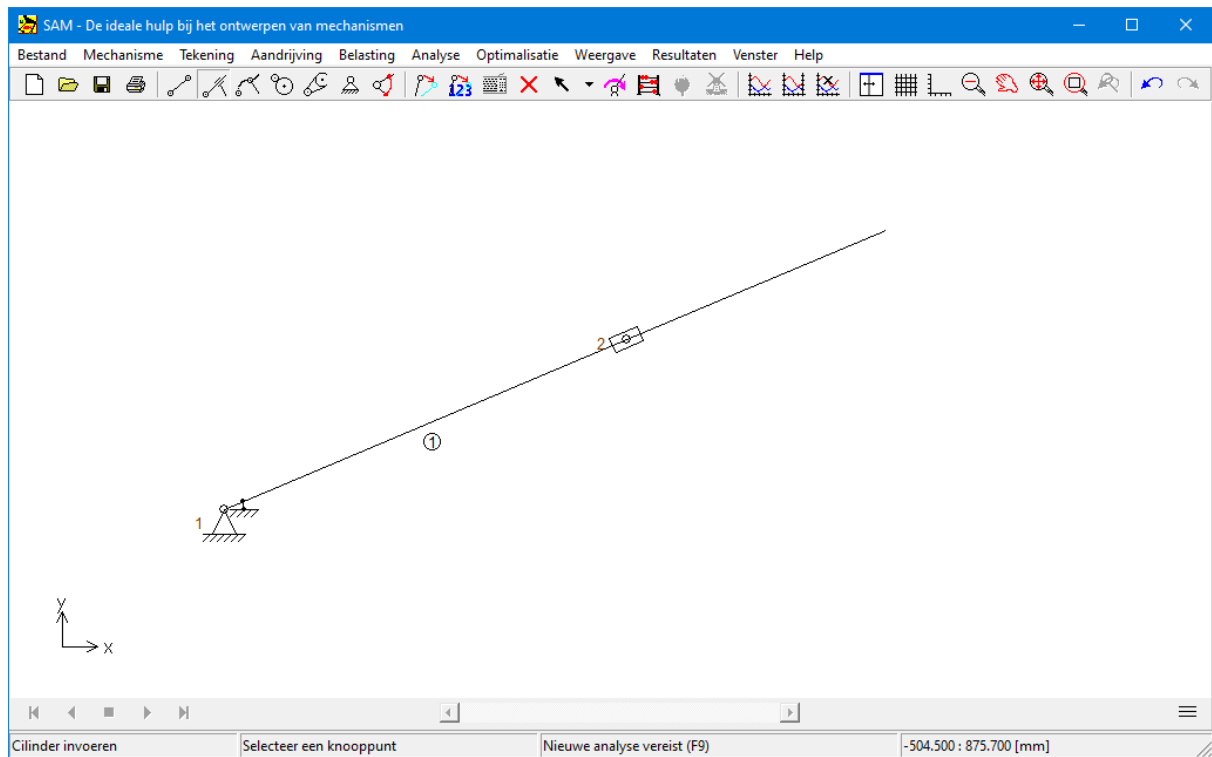 SAM - De ideale hulp bij het ontwerpen van mechanismen
Bestand Mechanisme Tekening Aandrijving Belasting Analyse Optimalisatie Weergave Resultaten Venster Help
123
2
1
1
y
x
Cilinder invoeren Selecteer een knooppunt Nieuwe analyse vereist (F9) -504.500 : 875.700 [mm]